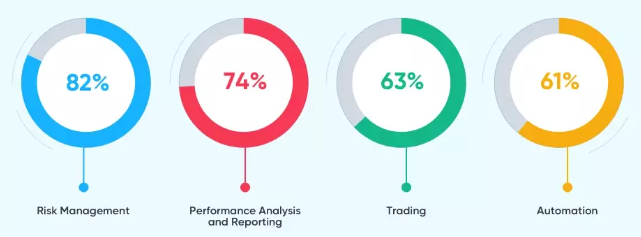 82%
74%
63%
61%
Risk Management
Performance Analysis
and Reporting
Trading
Automation